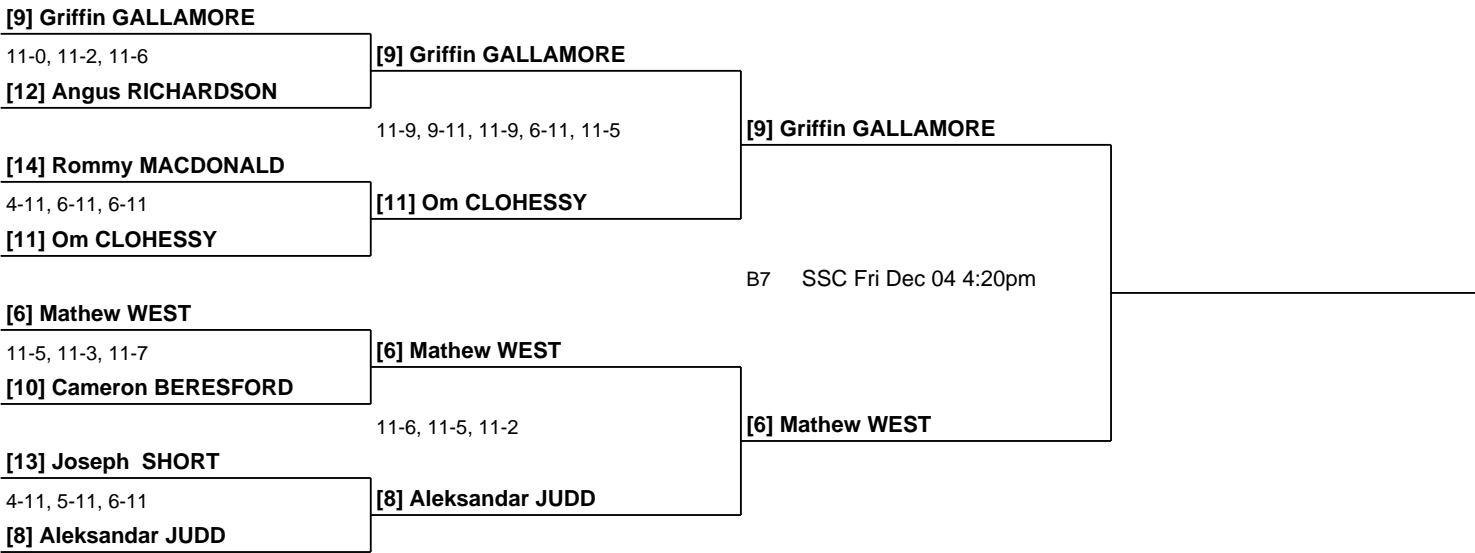 [9] Griffin GALLAMORE
11-0, 11-2, 11-6
[9] Griffin GALLAMORE
[12] Angus RICHARDSON
11-9, 9-11, 11-9, 6-11, 11-5
[9] Griffin GALLAMORE
[14] Rommy MACDONALD
4-11, 6-11, 6-11
[11] Om CLOHESSY
[11] Om CLOHESSY
B7 SSC Fri Dec 04 4:20pm
[6] Mathew WEST
11-5, 11-3, 11-7
[6] Mathew WEST
[10] Cameron BERESFORD
11-6, 11-5, 11-2
[6] Mathew WEST
[13] Joseph  SHORT
4-11, 5-11, 6-11
[8] Aleksandar JUDD
[8] Aleksandar JUDD